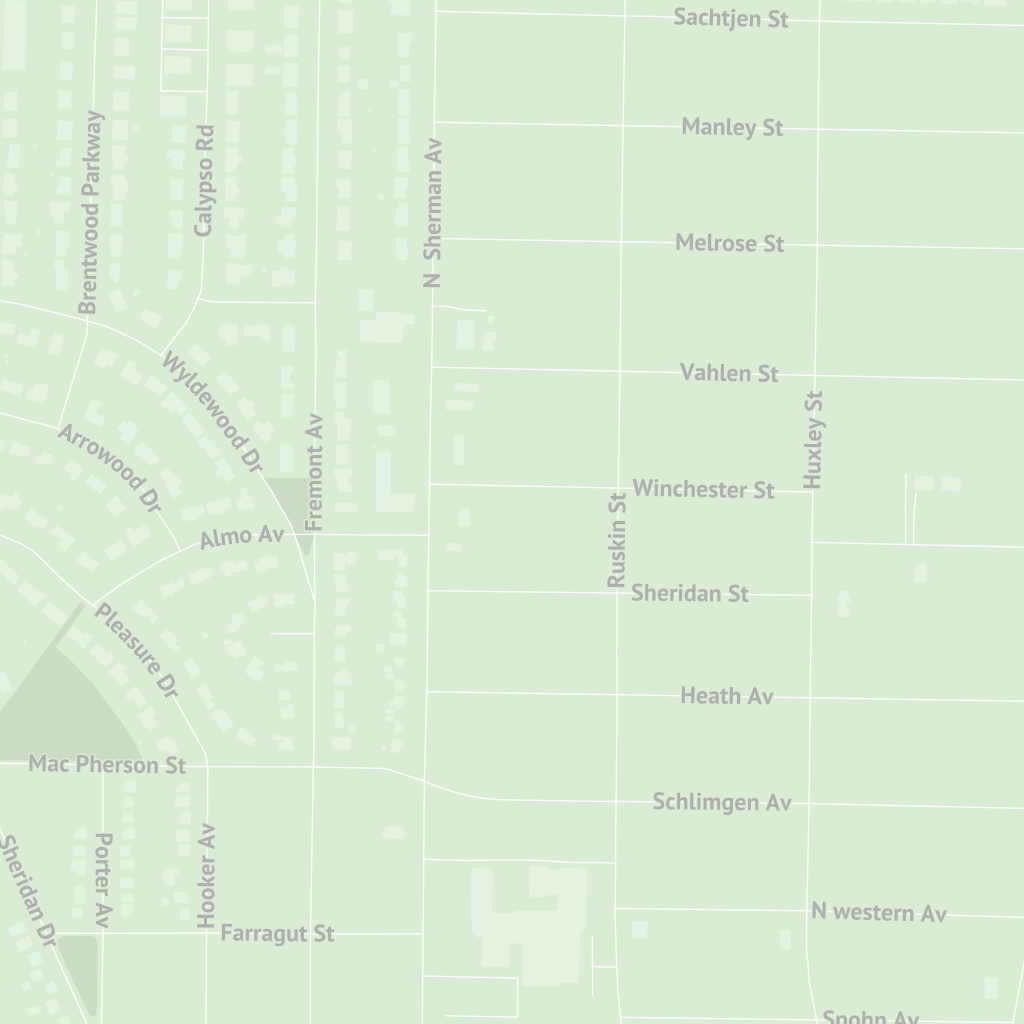 Sachtjen St
Manley St
Brentwood Parkway
Calypso Rd
N Sherman Av
Melrose St
Vahlen St
Wyldewood Dr
Huxley St
Fremont Av
Arrowood Dr
Winchester St
Almo Av
Ruskin St
Sheridan St
Pleasure Dr
Heath Av
Mac Pherson St
Schlimgen Av
Hooker Av
Porter Av
Sheridan Dr
N western Av
Farragut St
Spohn Av